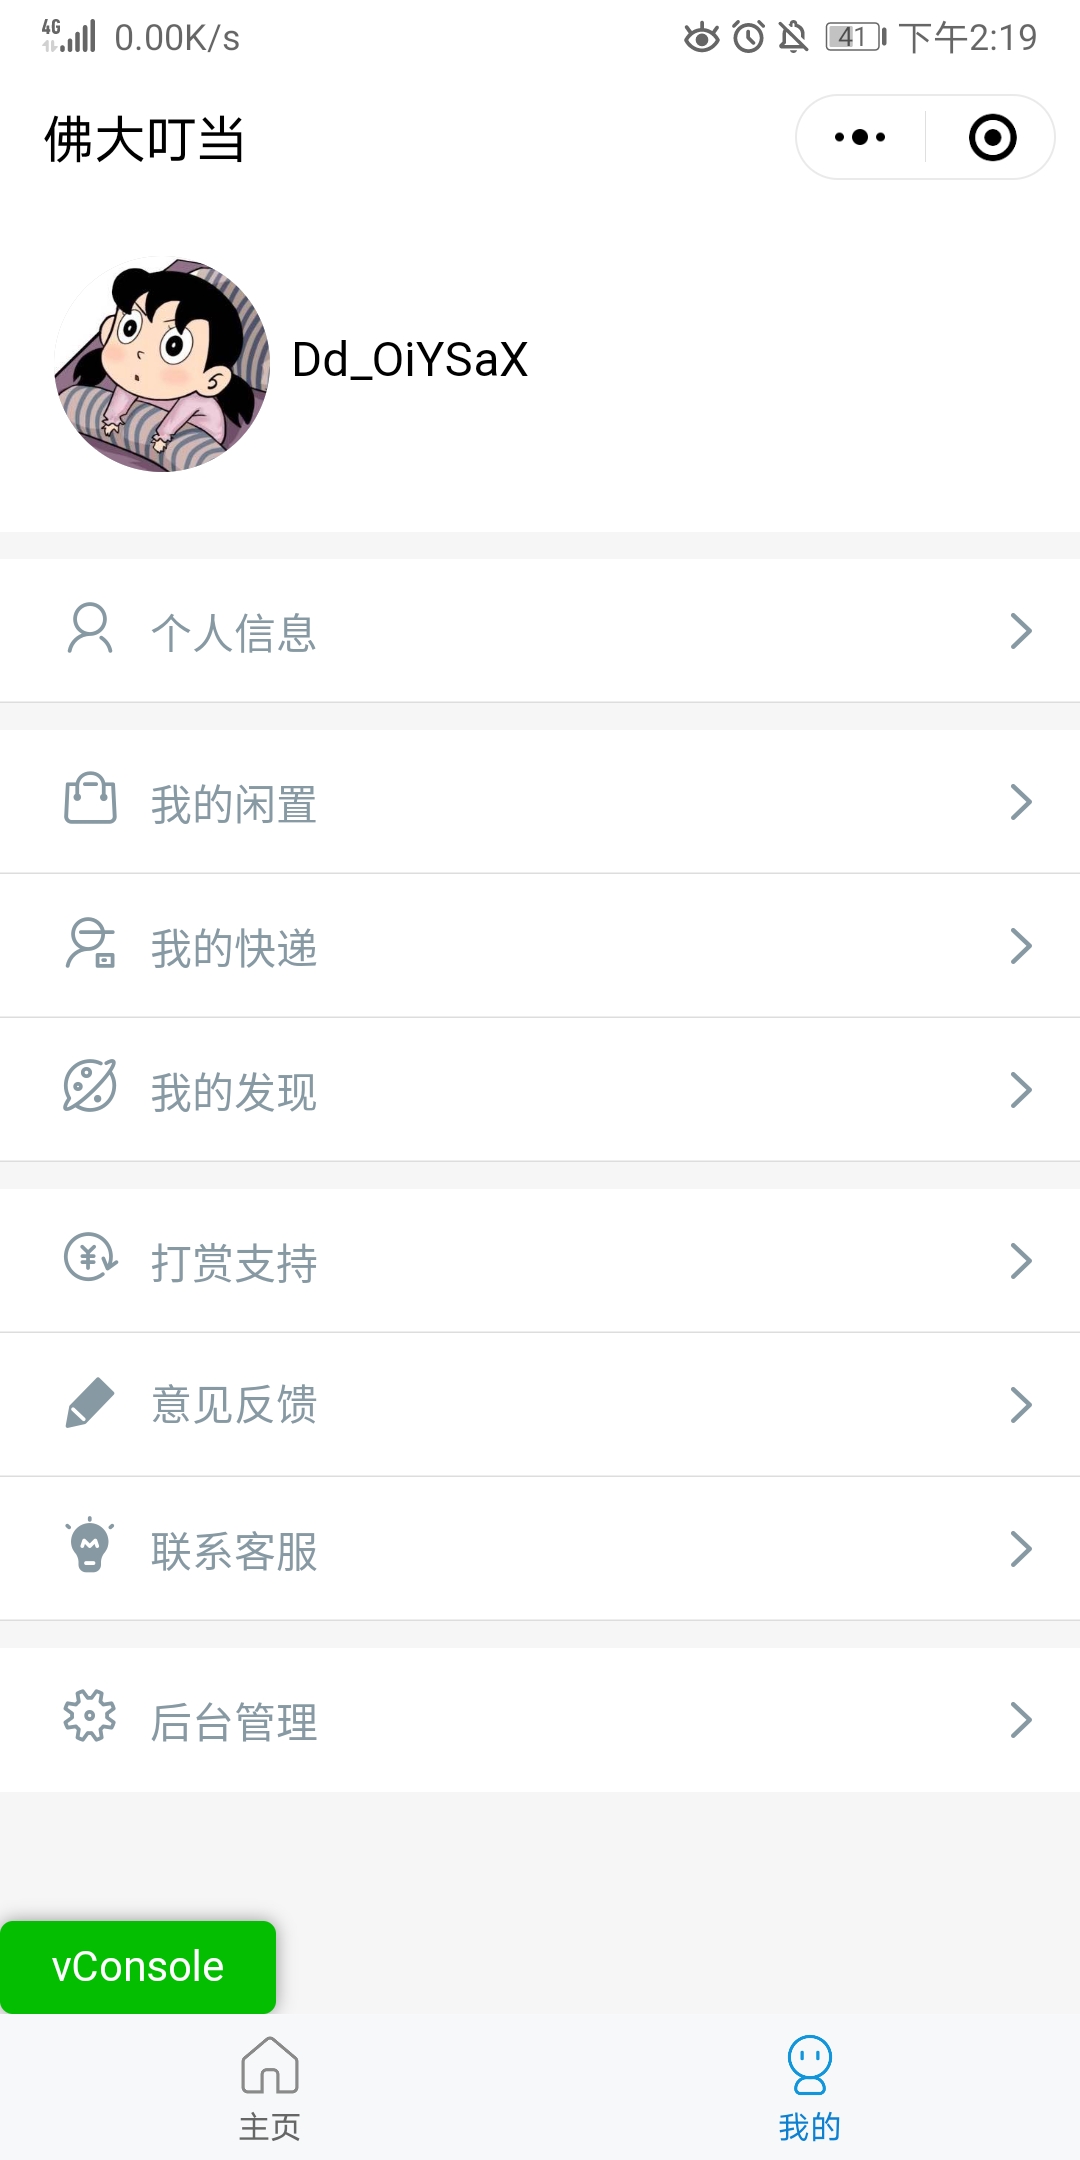 4G 0.00K/s 41 下午2:19
佛大叮当
Dd_OiYSaX
个人信息
我的闲置
我的快递
我的发现
打赏支持
意见反馈
联系客服
后台管理
vConsole
主页 我的